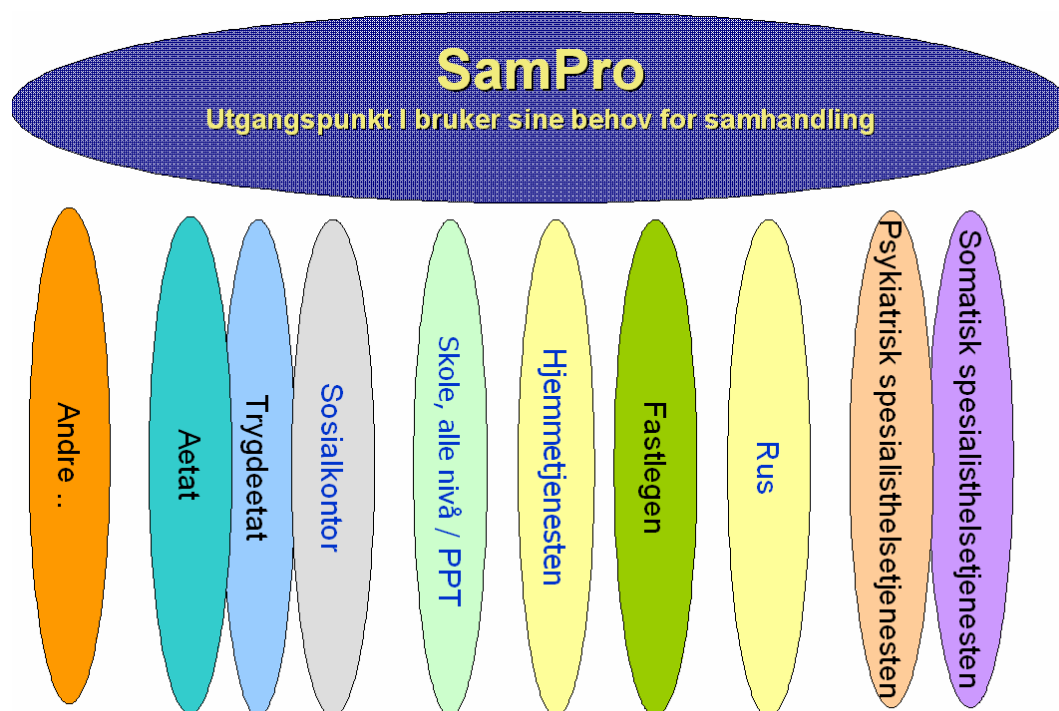 SamPro
Utgangspunkt I bruker sine behov for samhandling
Andre ..
Aetat
Trygdeetat
Sosialkontor
Skole, alle nivå / PPT
Hjemmetjenesten
Fastlegen
Rus
Psykiatrisk spesialisthelsetjenesten
Somatisk spesialisthelsetjenesten